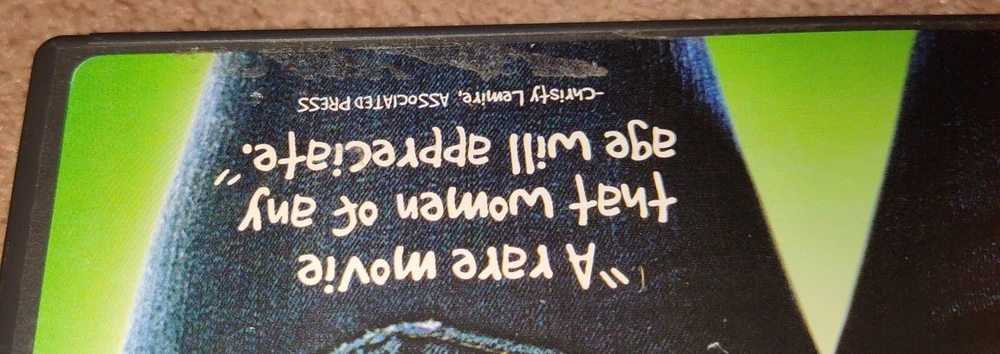 "A rare movie
that women of any
age will appreciate."
-Christy Lemire, ASSOCIATED PRESS